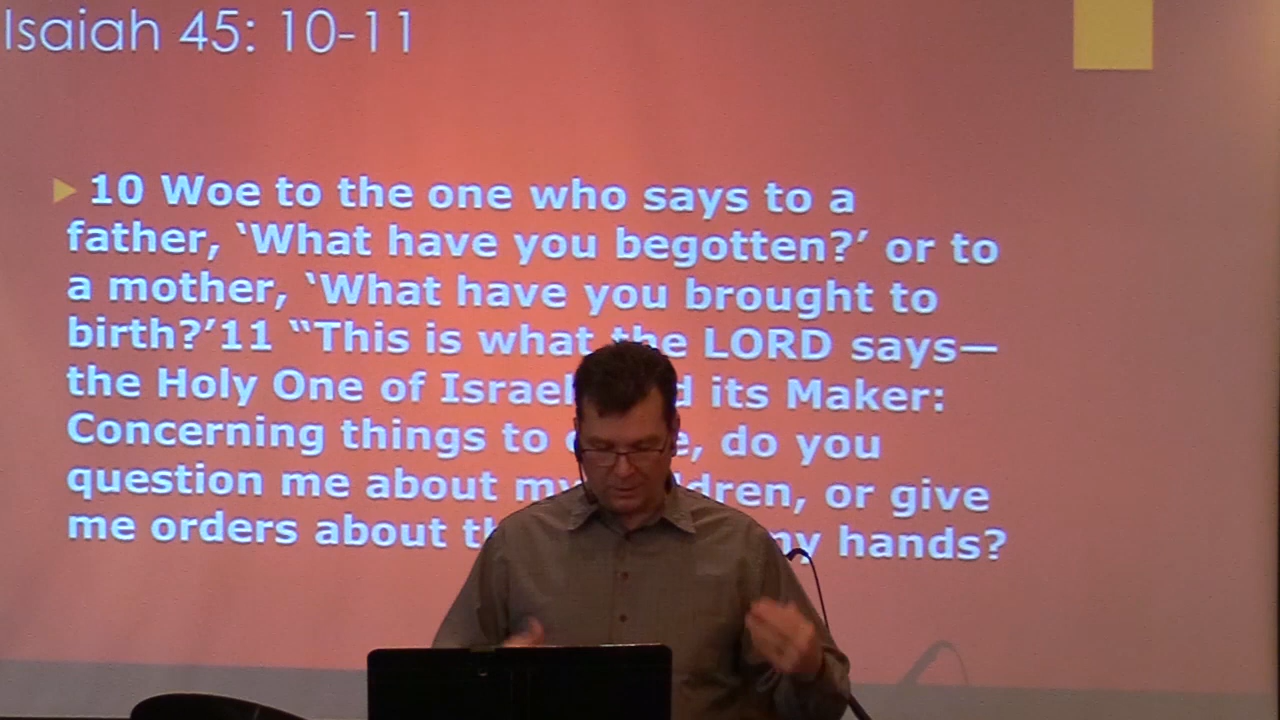 Isaiah 45: 10-11
10 Woe to the one who says to a
father, ‘What have you begotten?’ or to
a mother, ‘What have you brought to
birth?’11 “This is what the LORD says—
the Holy One of Israel its Maker:
Concerning things to do you
question me about my or give
me orders about my hands?